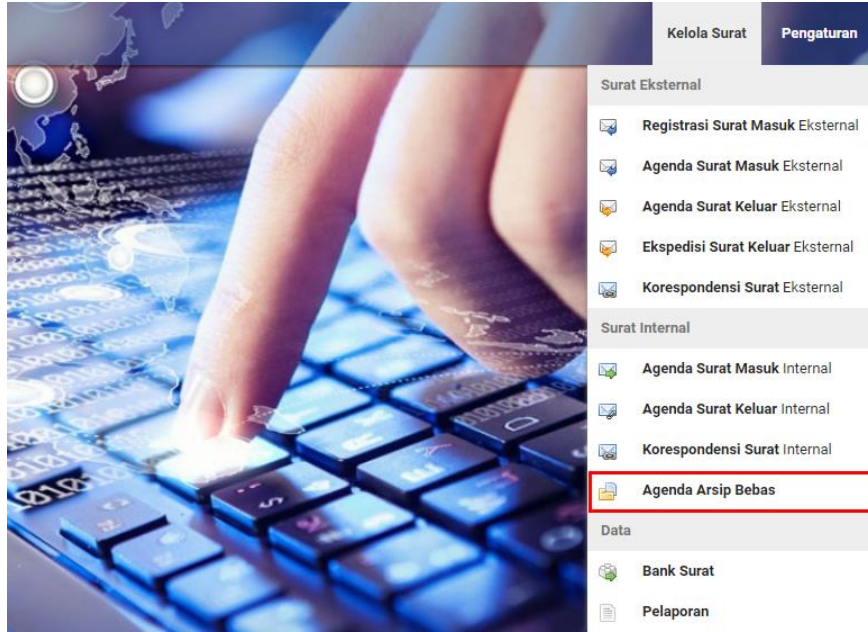 Kelola Surat
Pengaturan
Surat Eksternal
Registrasi Surat Masuk Eksternal
Agenda Surat Masuk Eksternal
Agenda Surat Keluar Eksternal
Ekspedisi Surat Keluar Eksternal
Korespondensi Surat Eksternal
Surat Internal
Agenda Surat Masuk Internal
Agenda Surat Keluar Internal
Korespondensi Surat Internal
Agenda Arsip Bebas
Data
Bank Surat
Pelaporan